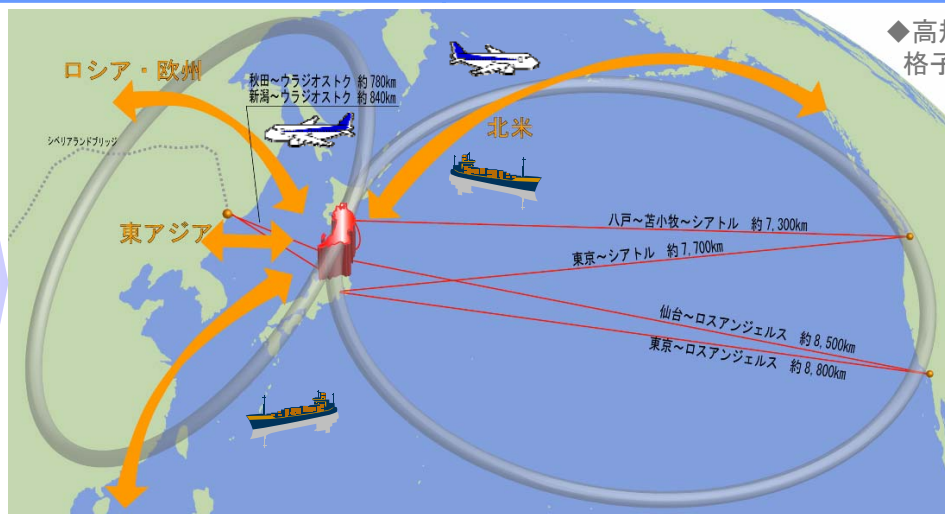 ◆高規
格子
ロシア・欧州
秋田～ウラジオストク 約780km
新潟～ウラジオストク 約840km
シベリアランドブリッジ
北米
東アジア
八戸～苫小牧～シアトル 約7,300km
東京～シアトル 約7,700km
仙台～ロスアンジェルス 約8,500km
東京～ロスアンジェルス 約8,800km